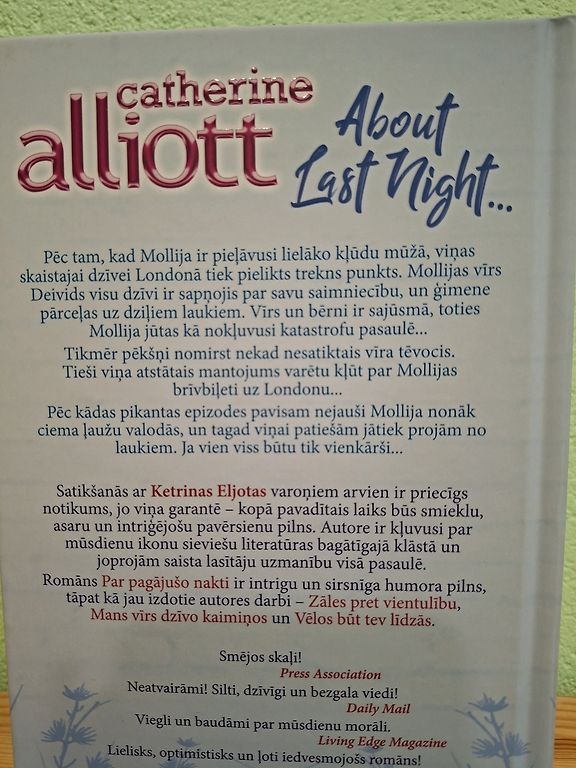 catherine
alliott
About
Last Night...
Pēc tam, kad Mollija ir pieļāvusi lielāko kļūdu mūžā, viņas
skaistajai dzīvei Londonā tiek pielikts trekns punkts. Mollijas vīrs
Deivids visu dzīvi ir sapņojis par savu saimniecību, un ģimene
pārceļas uz dziļiem laukiem. Vīrs un bērni ir sajūsmā, toties
Mollija jūtas kā nokļuvusi katastrofu pasaulē...
Tikmēr pēkšņi nomirst nekad nesatiktais vīra tēvocis.
Tieši viņa atstātais mantojums varētu kļūt par Mollijas
brīvbiļeti uz Londonu...
Pēc kādas pikantas epizodes pavisam nejauši Mollija nonāk
ciema ļaužu valodās, un tagad viņai patiešām jātiek projām no
laukiem. Ja vien viss būtu tik vienkārši...
Satikšanās ar Ketrinas Eljotas varoņiem arvien ir priecīgs
notikums, jo viņa garantē – kopā pavadītais laiks būs smieklu,
asaru un intriģējošu pavērsienu pilns. Autore ir kļuvusi par
mūsdienu ikonu sieviešu literatūras bagātīgajā klāstā un
joprojām saista lasītāju uzmanību visā pasaulē.
Romāns Par pagājušo nakti ir intrigu un sirsnīga humora pilns,
tāpat kā jau izdotie autores darbi – Zāles pret vientulību,
Mans vīrs dzīvo kaimiņos un Vēlos būt tev līdzās.
Smējos skaļi!
Press Association
Neatvairāmi! Silti, dzīvīgi un bezgala viedi!
Daily Mail
Viegli un baudāmi par mūsdienu morāli.
Living Edge Magazine
Lielisks, optimistisks un ļoti iedvesmojošs romāns!